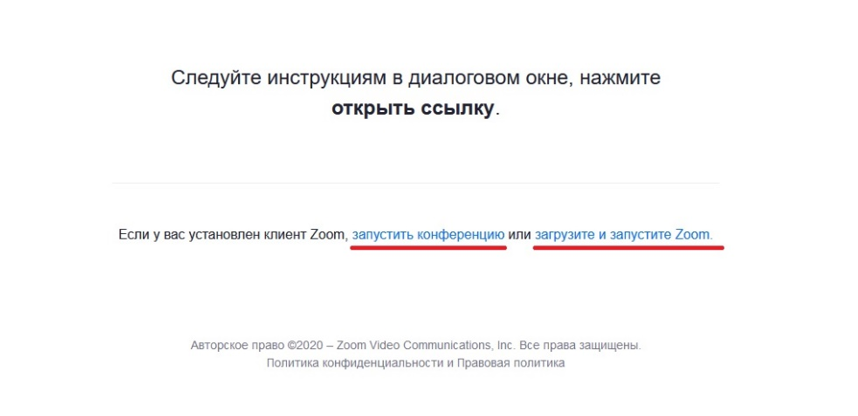 Следуйте инструкциям в диалоговом окне, нажмите
открыть ссылку.
Если у вас установлен клиент Zoom, запустить конференцию или загрузите и запустите Zoom.
Авторское право ©2020 – Zoom Video Communications, Inc. Все права защищены.
Политика конфиденциальности и Правовая политика